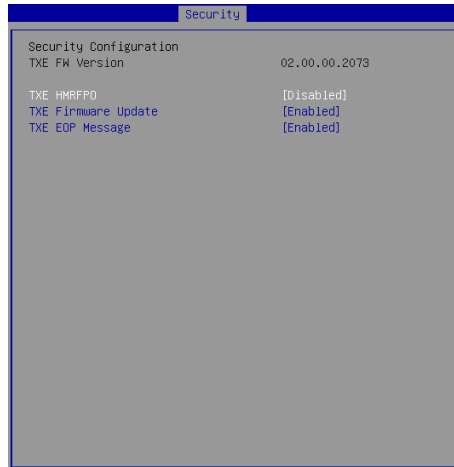 Security
Security Configuration
TXE FW Version 02.00.00.2073
TXE HMRFPO [Disabled]
TXE Firmware Update [Enabled]
TXE EOP Message [Enabled]